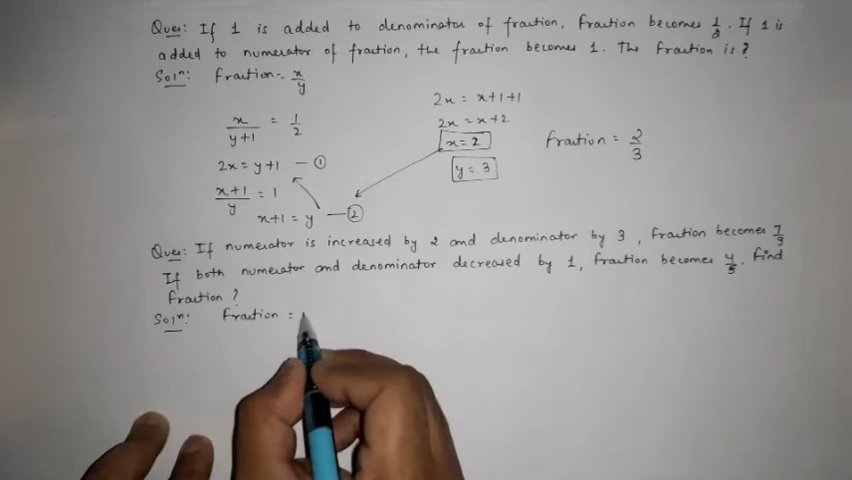 Ques: If 1 is added to denominator of fraction, fraction becomes 1/2. If 1 is
added to numerator of fraction, the fraction becomes 1. The fraction is?
Solⁿ: Fraction = x/y
x/(y+1) = 1/2
2x = y+1 — ①
(x+1)/y = 1
x+1 = y — ②
2x = x+1+1
2x = x+2
x = 2
y = 3
Fraction = 2/3
Ques: If numerator is increased by 2 and denominator by 3, fraction becomes 7/9
If both numerator and denominator decreased by 1, fraction becomes 4/5. Find
fraction?
Solⁿ: Fraction =